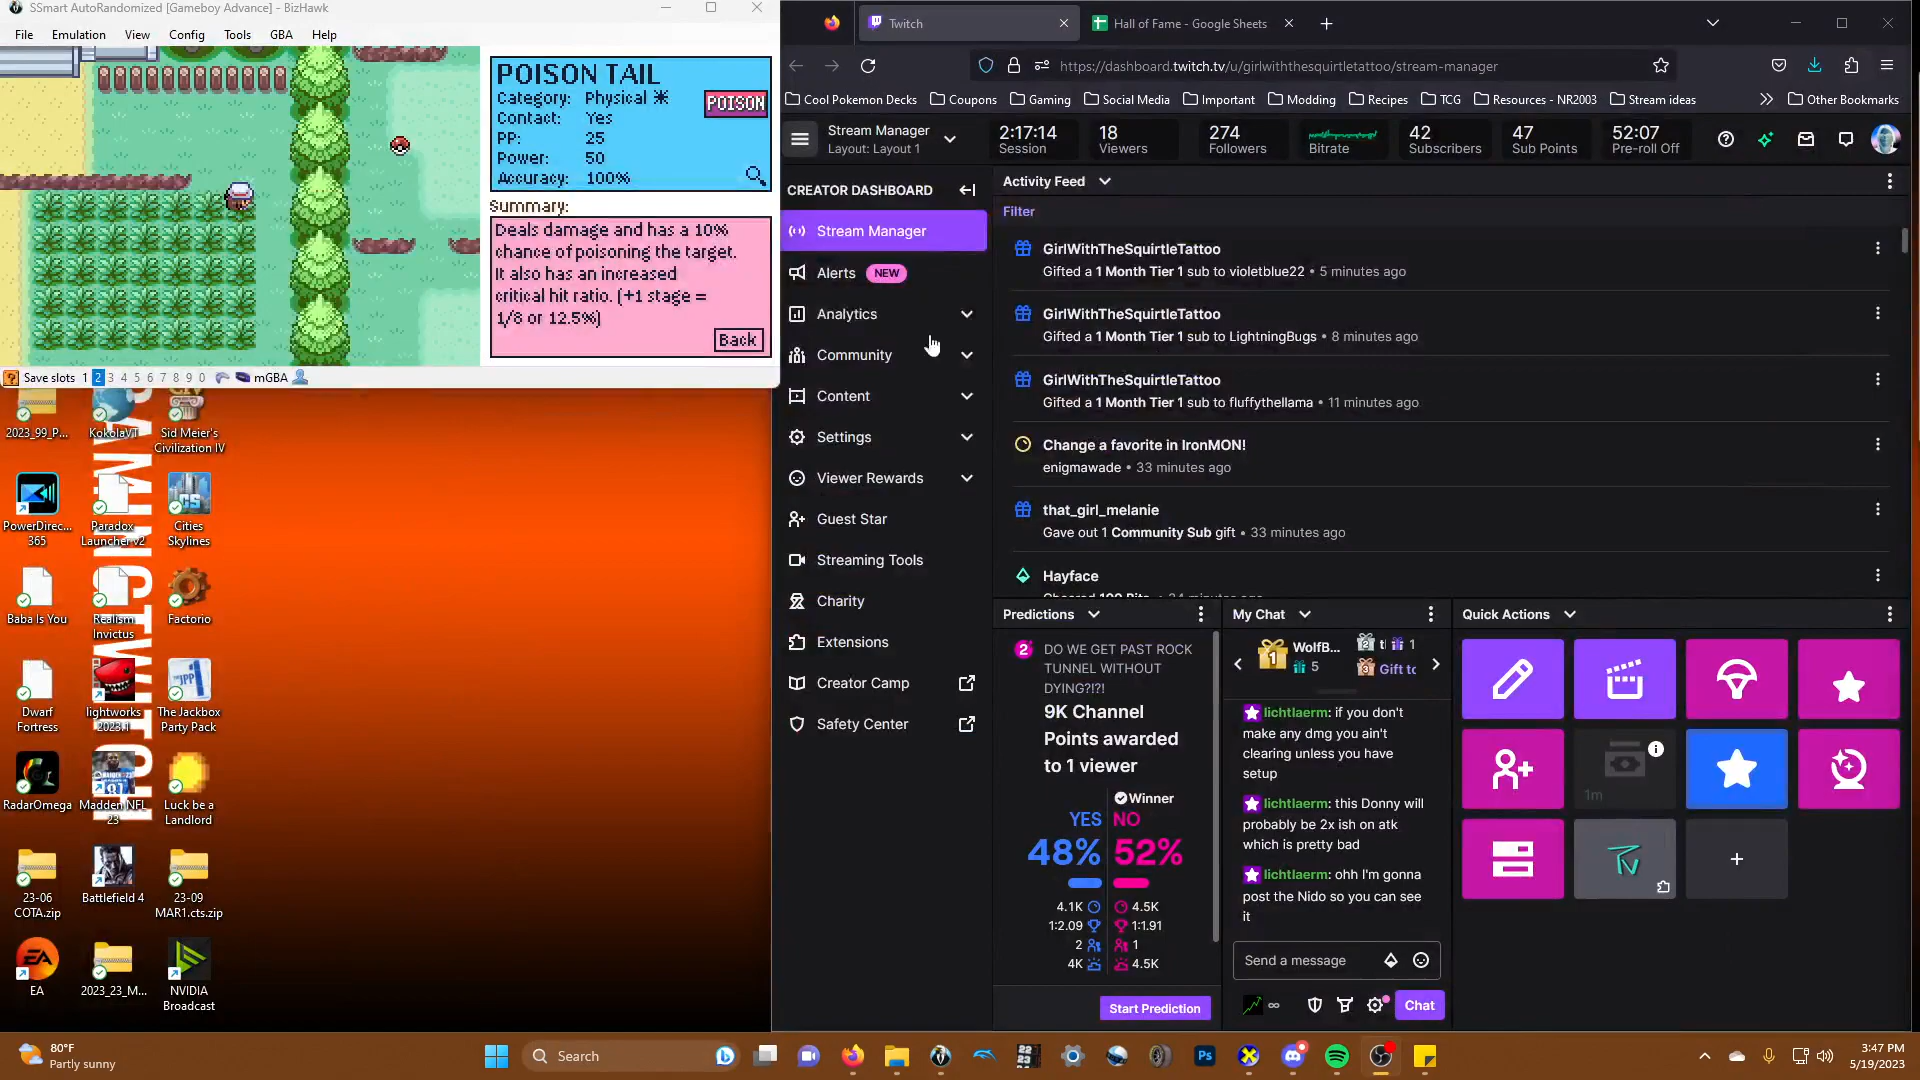 SSmart AutoRandomized [Gameboy Advance] - BizHawk
File Emulation View Config Tools GBA Help
POISON TAIL
Category: Physical
POISON
Contact: Yes
PP: 25
Power: 50
Accuracy: 100%
Summary:
Deals damage and has a 10%
chance of poisoning the target.
It also has an increased
critical hit ratio. (+1 stage =
1/8 or 12.5%)
Back
Save slots 1 2 3 4 5 6 7 8 9 0 mGBA
2023_99_P...
KokolaVT
Sid Meier's
Civilization IV
PowerDirec...
365
Paradox
Launcher v2
Cities
Skylines
Baba Is You
Realism
Invictus
Factorio
Dwarf
Fortress
lightworks
2023.1
The Jackbox
Party Pack
RadarOmega
Madden NFL
23
Luck be a
Landlord
23-06
COTA.zip
Battlefield 4
23-09
MAR1.cts.zip
EA
2023_23_M...
NVIDIA
Broadcast
Twitch
Hall of Fame - Google Sheets
https://dashboard.twitch.tv/u/girlwiththesquirtletattoo/stream-manager
Cool Pokemon Decks Coupons Gaming Social Media Important Modding Recipes TCG Resources - NR2003 Stream ideas Other Bookmarks
Stream Manager
Layout: Layout 1
2:17:14
Session
18
Viewers
274
Followers
Bitrate
42
Subscribers
47
Sub Points
52:07
Pre-roll Off
CREATOR DASHBOARD
Stream Manager
Alerts NEW
Analytics
Community
Content
Settings
Viewer Rewards
Guest Star
Streaming Tools
Charity
Extensions
Creator Camp
Safety Center
Activity Feed
Filter
GirlWithTheSquirtleTattoo
Gifted a 1 Month Tier 1 sub to violetblue22 • 5 minutes ago
GirlWithTheSquirtleTattoo
Gifted a 1 Month Tier 1 sub to LightningBugs • 8 minutes ago
GirlWithTheSquirtleTattoo
Gifted a 1 Month Tier 1 sub to fluffythellama • 11 minutes ago
Change a favorite in IronMON!
enigmawade • 33 minutes ago
that_girl_melanie
Gave out 1 Community Sub gift • 33 minutes ago
Hayface
Predictions
2
DO WE GET PAST ROCK
TUNNEL WITHOUT
DYING?!?!
9K Channel
Points awarded
to 1 viewer
Winner
YES NO
48% 52%
4.1K 4.5K
1:2.09 1:1.91
2 1
4K 4.5K
Start Prediction
My Chat
1 WolfB...
5
2 t 1
3 Gift to
lichtlaerm: if you don't
make any dmg you ain't
clearing unless you have
setup
lichtlaerm: this Donny will
probably be 2x ish on atk
which is pretty bad
lichtlaerm: ohh I'm gonna
post the Nido so you can see
it
Send a message
Chat
Quick Actions
1m
80°F
Partly sunny
Search
3:47 PM
5/19/2023